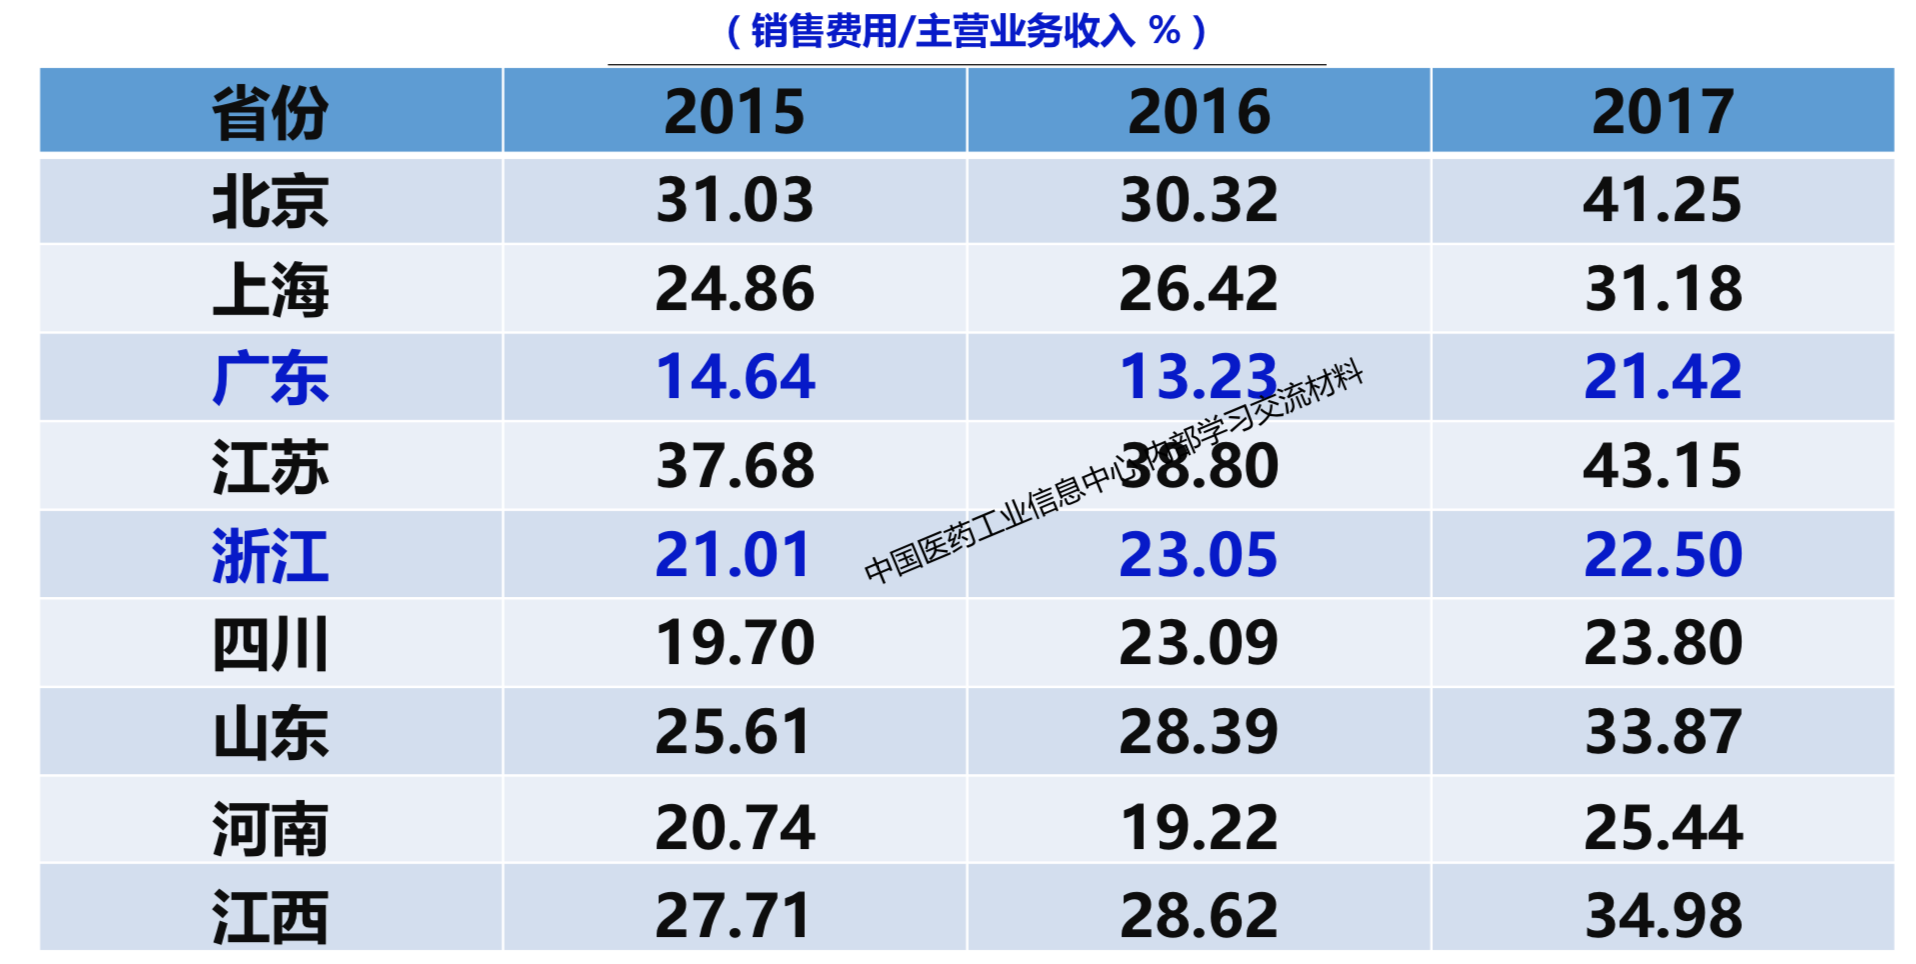 （销售费用/主营业务收入 %）
省份 2015 2016 2017
北京 31.03 30.32 41.25
上海 24.86 26.42 31.18
广东 14.64 13.23 21.42
江苏 37.68 38.80 43.15
浙江 21.01 23.05 22.50
四川 19.70 23.09 23.80
山东 25.61 28.39 33.87
河南 20.74 19.22 25.44
江西 27.71 28.62 34.98
中国医药工业信息中心 内部学习交流材料